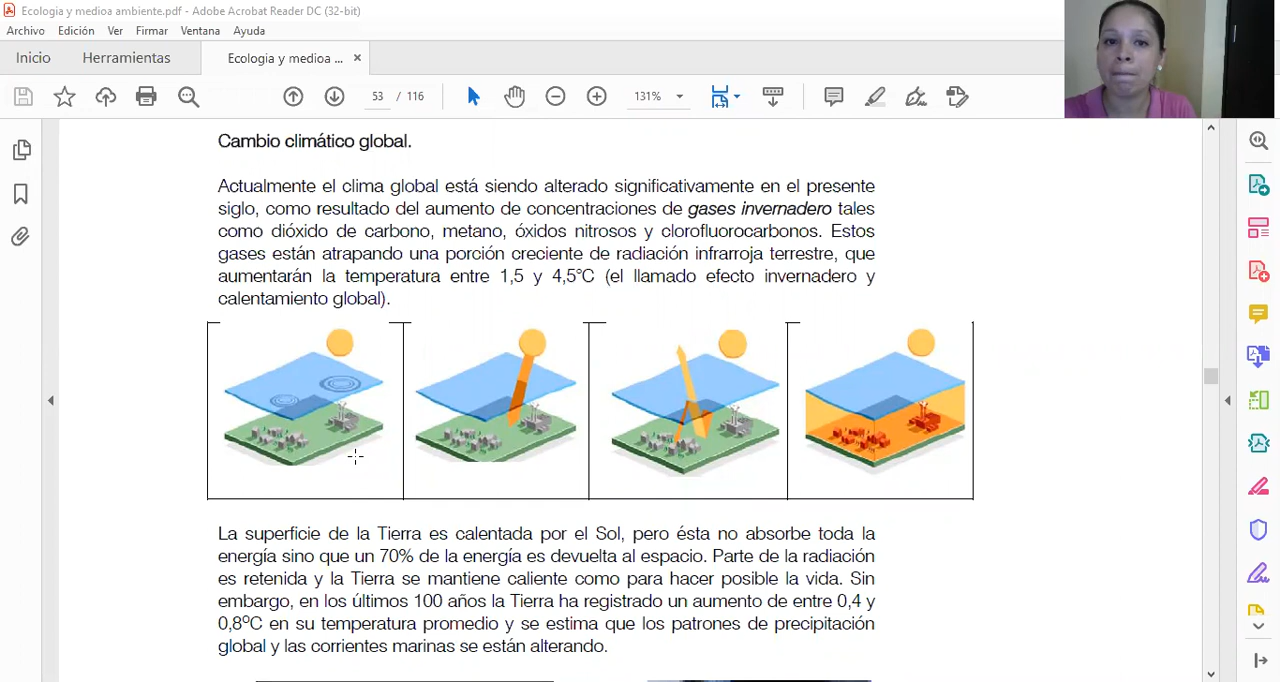 Ecologia y medioa ambiente.pdf - Adobe Acrobat Reader DC (32-bit)
Archivo Edición Ver Firmar Ventana Ayuda
Inicio Herramientas Ecologia y medioa ... ×
53 / 116 131%
Cambio climático global.
Actualmente el clima global está siendo alterado significativamente en el presente
siglo, como resultado del aumento de concentraciones de gases invernadero tales
como dióxido de carbono, metano, óxidos nitrosos y clorofluorocarbonos. Estos
gases están atrapando una porción creciente de radiación infrarroja terrestre, que
aumentarán la temperatura entre 1,5 y 4,5°C (el llamado efecto invernadero y
calentamiento global).
La superficie de la Tierra es calentada por el Sol, pero ésta no absorbe toda la
energía sino que un 70% de la energía es devuelta al espacio. Parte de la radiación
es retenida y la Tierra se mantiene caliente como para hacer posible la vida. Sin
embargo, en los últimos 100 años la Tierra ha registrado un aumento de entre 0,4 y
0,8ºC en su temperatura promedio y se estima que los patrones de precipitación
global y las corrientes marinas se están alterando.